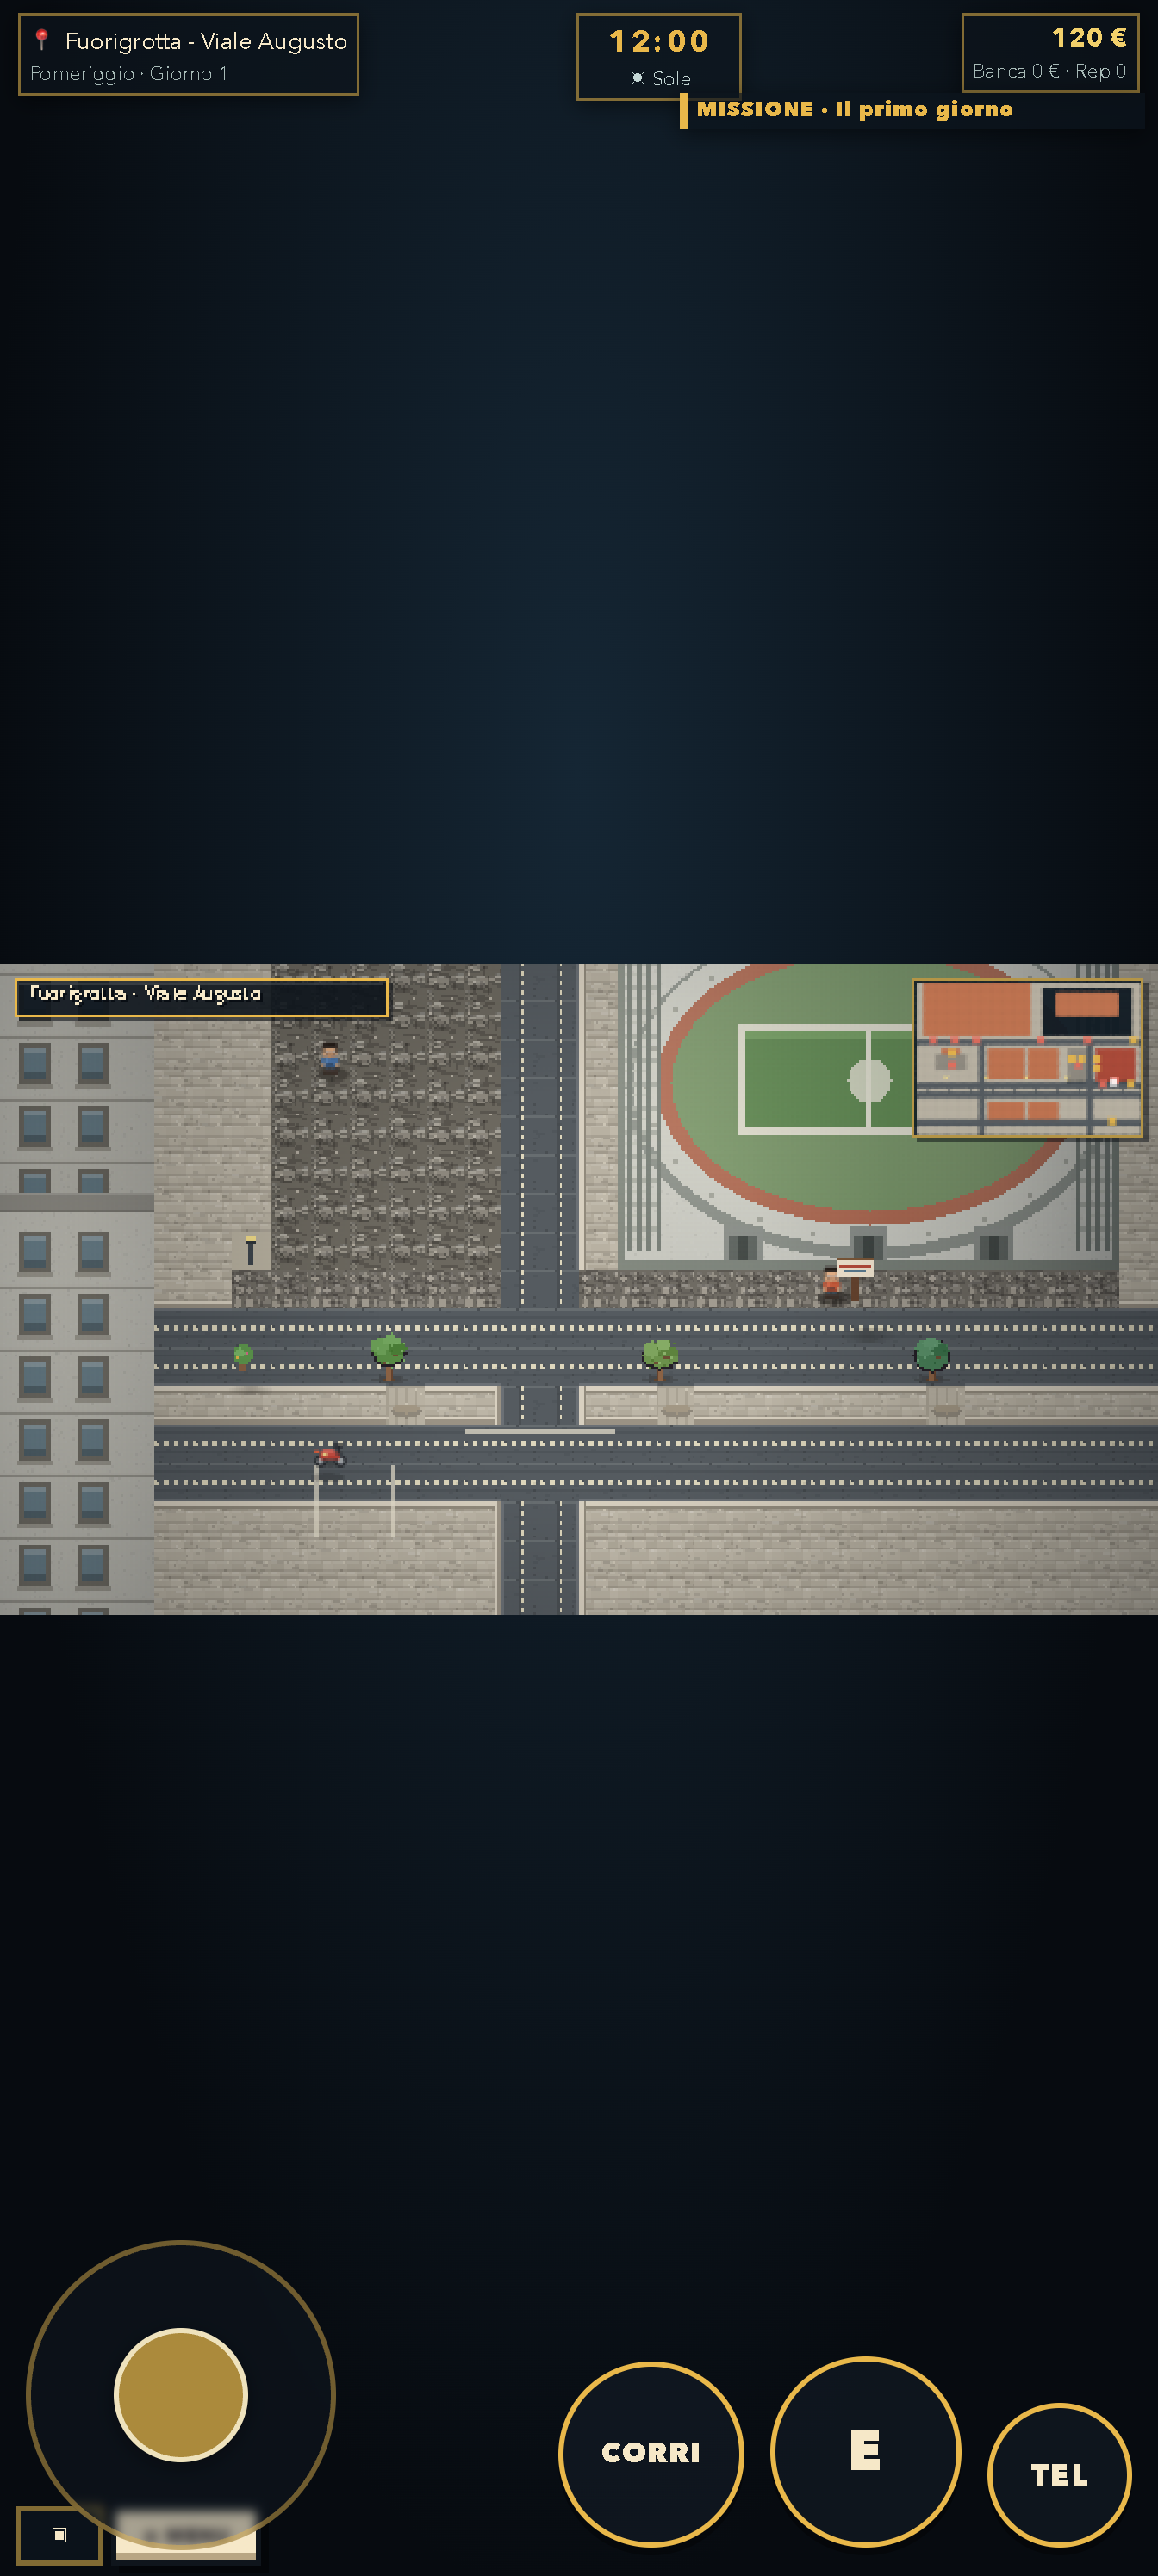 Fuorigrotta - Viale Augusto
Pomeriggio · Giorno 1
12:00
Sole
120 €
Banca 0 € · Rep 0
MISSIONE · Il primo giorno
Fuorigrotta · Viale Augusto
CORRI
E
TEL